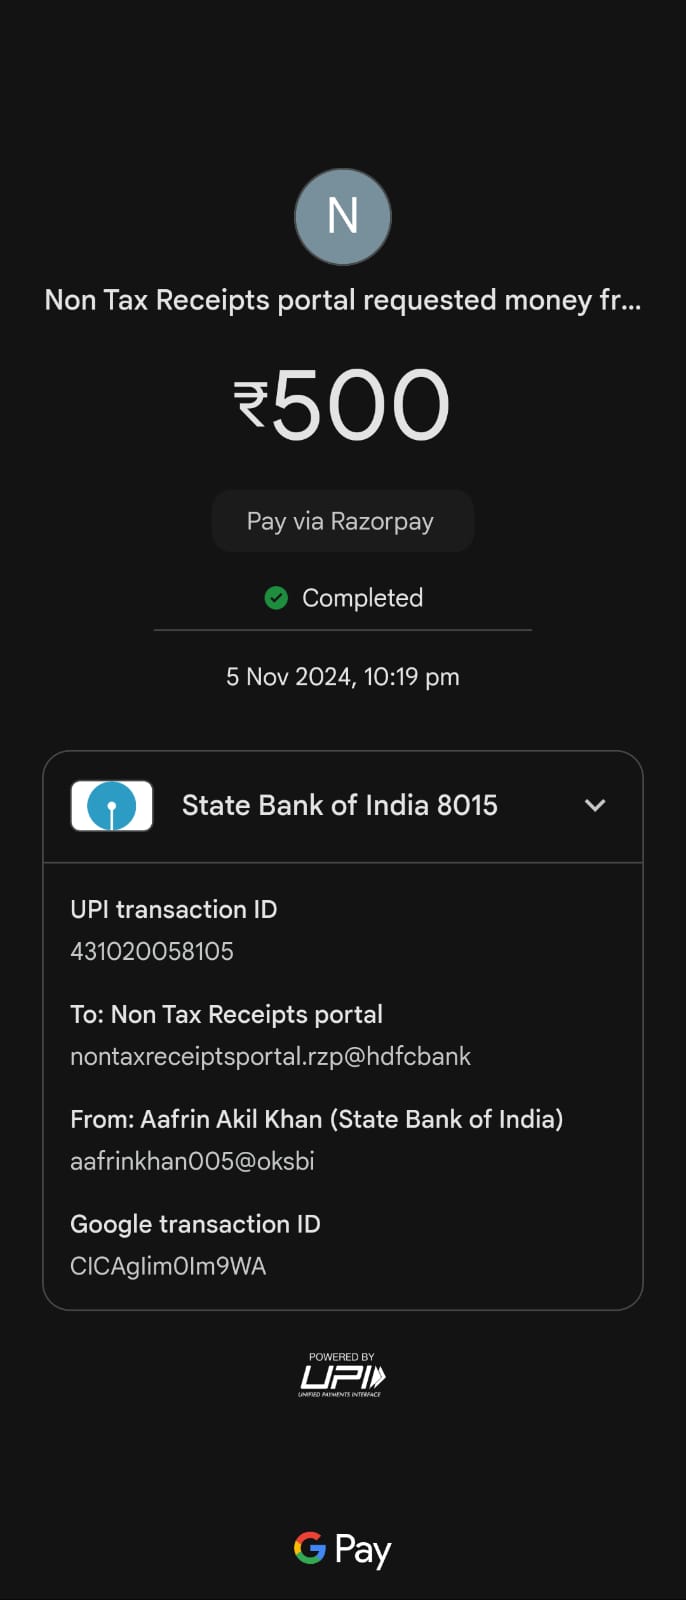 N
Non Tax Receipts portal requested money fr...
₹500
Pay via Razorpay
Completed
5 Nov 2024, 10:19 pm
State Bank of India 8015
UPI transaction ID
431020058105
To: Non Tax Receipts portal
nontaxreceiptsportal.rzp@hdfcbank
From: Aafrin Akil Khan (State Bank of India)
aafrinkhan005@oksbi
Google transaction ID
CICAgIim0Im9WA
POWERED BY
UPI
UNIFIED PAYMENTS INTERFACE
G Pay